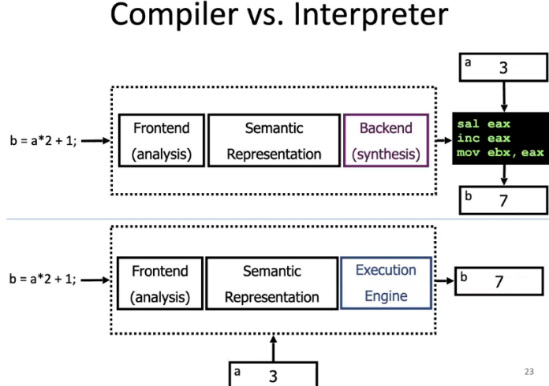 Compiler vs. Interpreter
a 3
b = a*2 + 1;
Frontend
(analysis)
Semantic
Representation
Backend
(synthesis)
sal eax
inc eax
mov ebx, eax
b 7
b = a*2 + 1;
Frontend
(analysis)
Semantic
Representation
Execution
Engine
b 7
a 3
23